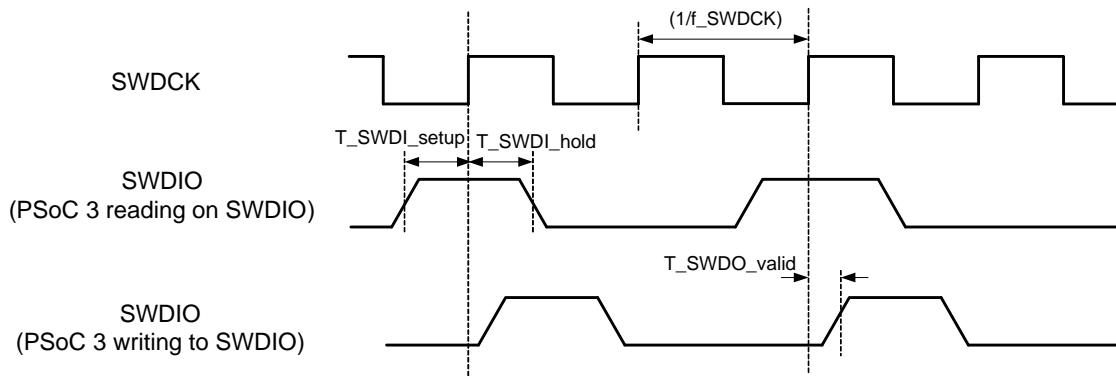 (1/f_SWDCK)
SWDCK
T_SWDI_setup
T_SWDI_hold
SWDIO
(PSoC 3 reading on SWDIO)
T_SWDO_valid
SWDIO
(PSoC 3 writing to SWDIO)